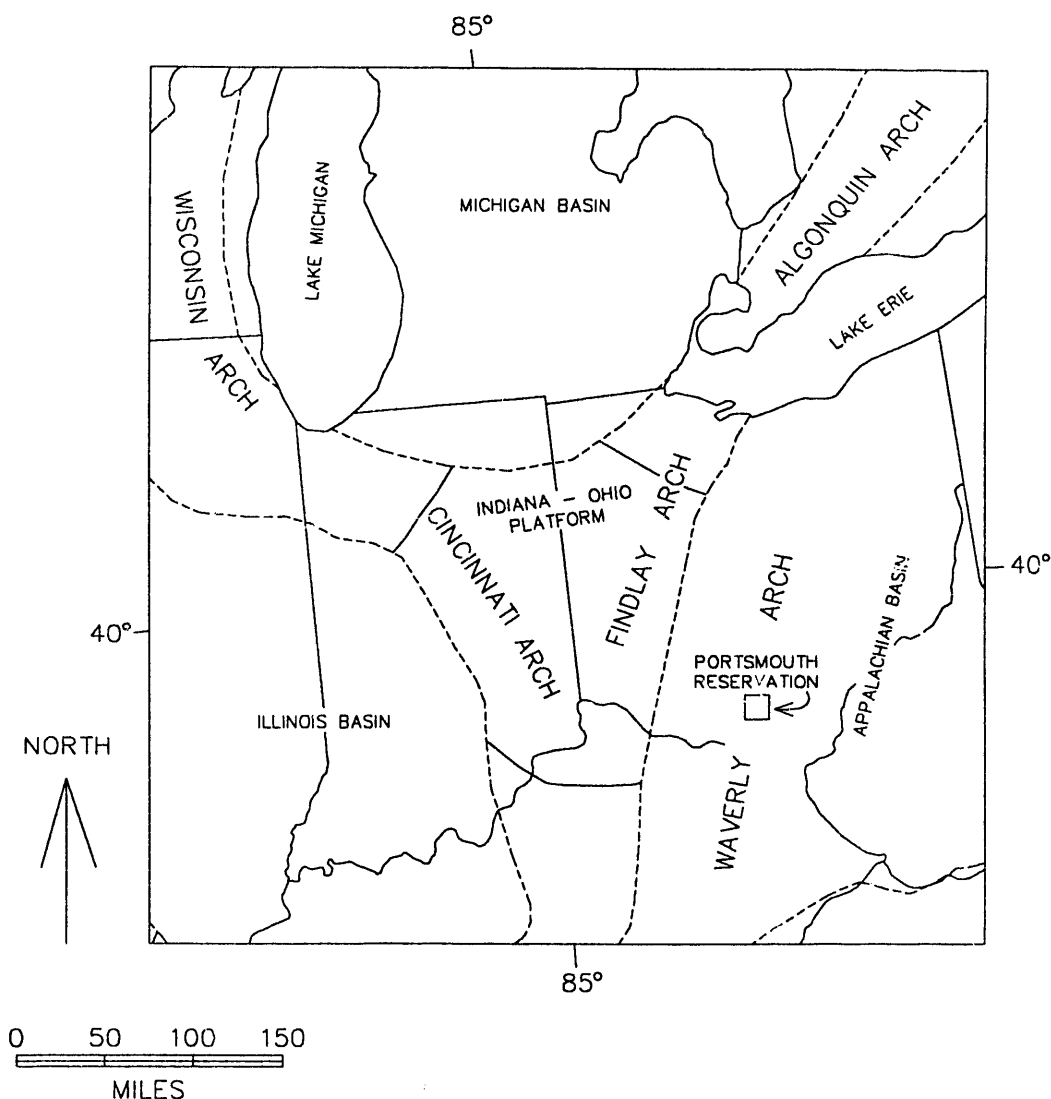 85°
WISCONSIN
ARCH
LAKE MICHIGAN
MICHIGAN BASIN
ALGONQUIN ARCH
LAKE ERIE
INDIANA – OHIO
PLATFORM
CINCINNATI ARCH
FINDLAY ARCH
40°
40°
WAVERLY ARCH
APPALACHIAN BASIN
PORTSMOUTH
RESERVATION
ILLINOIS BASIN
NORTH
85°
0 50 100 150
MILES